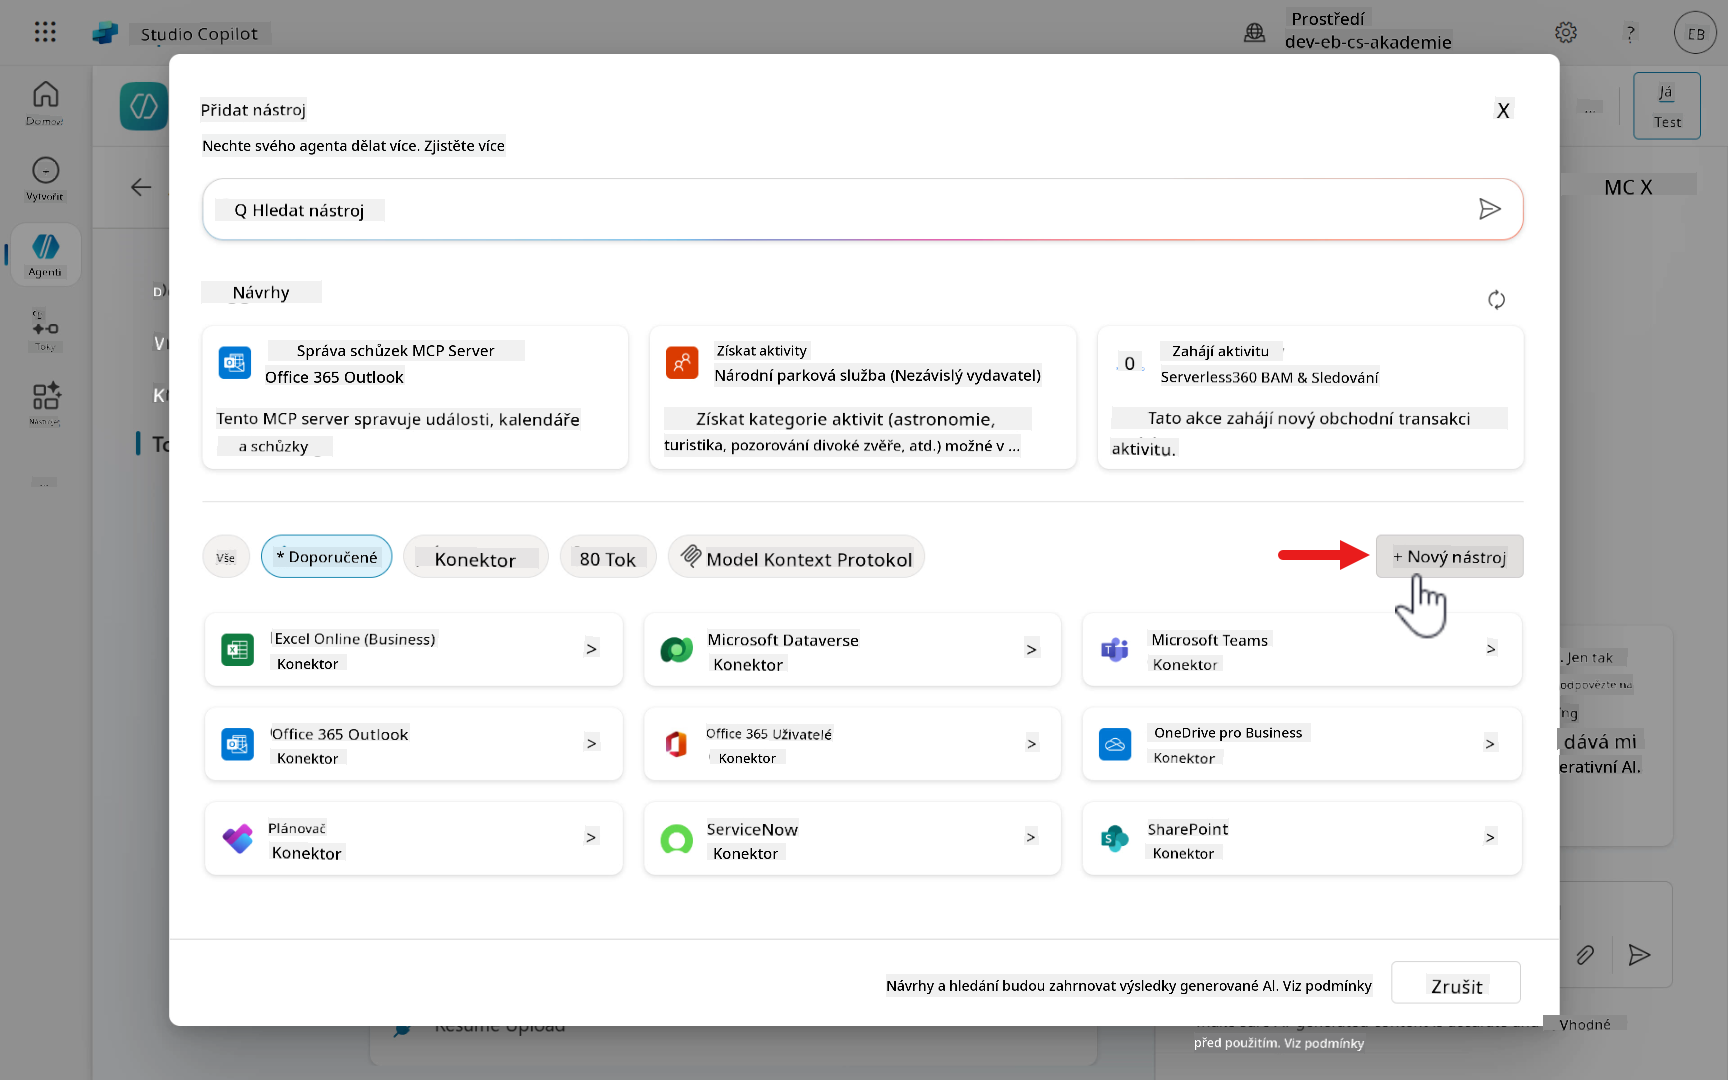 Studio Copilot
Prostředí
dev-eb-cs-akademie
?
EB
Domov
Vytvořit
Agenti
Toky
Nástroje
...
Já
Test
MC X
Přidat nástroj
X
Nechte svého agenta dělat více. Zjistěte více
Q Hledat nástroj
Návrhy
Správa schůzek MCP Server
Office 365 Outlook
Tento MCP server spravuje události, kalendáře
a schůzky
Získat aktivity
Národní parková služba (Nezávislý vydavatel)
Získat kategorie aktivit (astronomie,
turistika, pozorování divoké zvěře, atd.) možné v ...
0
Zahájí aktivitu
Serverless360 BAM & Sledování
Tato akce zahájí nový obchodní transakci
aktivitu.
Vše
* Doporučené
Konektor
80 Tok
Model Kontext Protokol
+ Nový nástroj
Excel Online (Business)
Konektor
>
Microsoft Dataverse
Konektor
>
Microsoft Teams
Konektor
>
Office 365 Outlook
Konektor
>
Office 365 Uživatelé
Konektor
>
OneDrive pro Business
Konektor
>
Plánovač
Konektor
>
ServiceNow
Konektor
>
SharePoint
Konektor
>
. Jen tak
odpovězte na
dává mi
erativní AI.
Návrhy a hledání budou zahrnovat výsledky generované AI. Viz podmínky
Zrušit
Resume Upload
Vhodné
před použitím. Viz podmínky